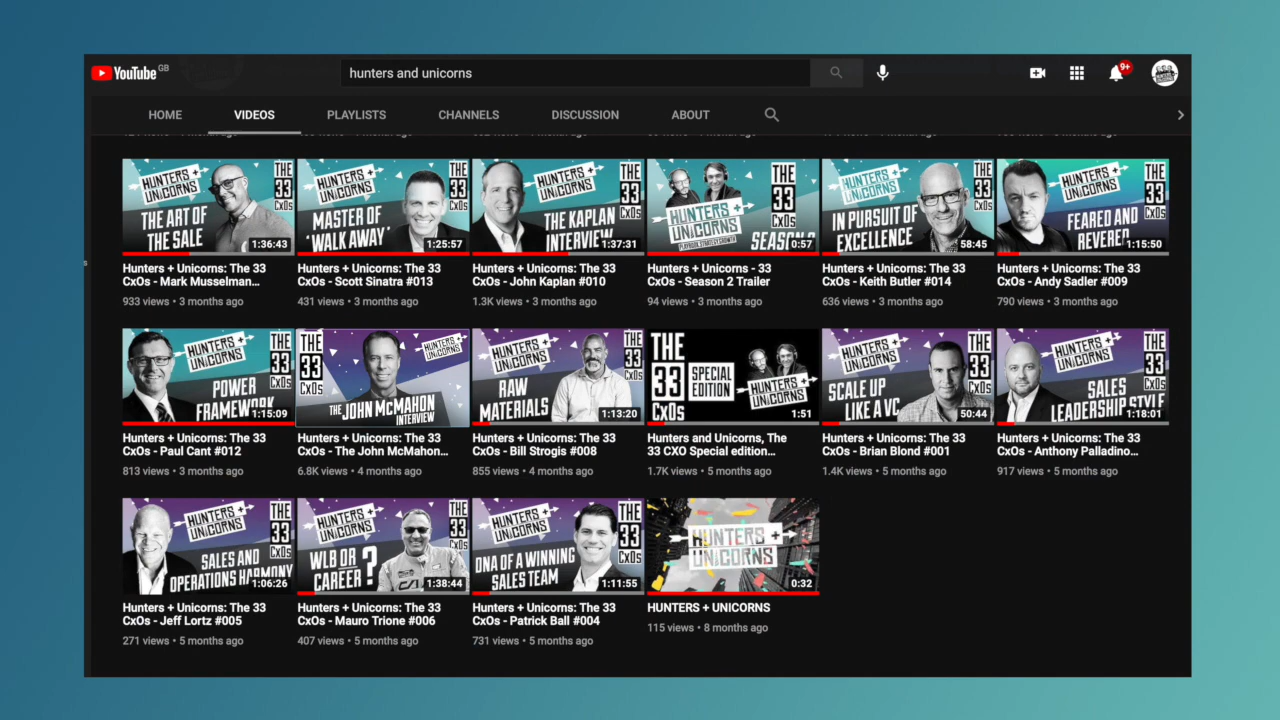 YouTube GB
hunters and unicorns
9+
HOME VIDEOS PLAYLISTS CHANNELS DISCUSSION ABOUT
HUNTERS + UNICORNS
THE ART OF THE SALE
THE 33 CxOs
1:36:43
HUNTERS + UNICORNS
MASTER OF 'WALK AWAY'
THE 33 CxOs
1:25:57
HUNTERS + UNICORNS
THE KAPLAN INTERVIEW
THE 33 CxOs
1:37:31
HUNTERS + UNICORNS
PLAYBOOK, STRATEGY, GROWTH
THE 33 CxOs
SEASON
0:57
HUNTERS + UNICORNS
IN PURSUIT OF EXCELLENCE
THE 33 CxOs
58:45
HUNTERS + UNICORNS
FEARED AND REVERED
THE 33 CxOs
1:15:50
Hunters + Unicorns: The 33
CxOs - Mark Musselman...
933 views • 3 months ago
Hunters + Unicorns: The 33
CxOs - Scott Sinatra #013
431 views • 3 months ago
Hunters + Unicorns: The 33
CxOs - John Kaplan #010
1.3K views • 3 months ago
Hunters + Unicorns - 33
CxOs - Season 2 Trailer
94 views • 3 months ago
Hunters + Unicorns: The 33
CxOs - Keith Butler #014
636 views • 3 months ago
Hunters + Unicorns: The 33
CxOs - Andy Sadler #009
790 views • 3 months ago
HUNTERS + UNICORNS
POWER FRAMEWORK
THE 33 CxOs
1:15:09
THE 33 CxOs
HUNTERS + UNICORNS
THE JOHN McMAHON INTERVIEW
HUNTERS + UNICORNS
RAW MATERIALS
THE 33 CxOs
1:13:20
THE 33 CxOs
SPECIAL EDITION
HUNTERS + UNICORNS
1:51
HUNTERS + UNICORNS
SCALE UP LIKE A VC
THE 33 CxOs
50:44
HUNTERS + UNICORNS
SALES LEADERSHIP STYLE
THE 33 CxOs
1:18:01
Hunters + Unicorns: The 33
CxOs - Paul Cant #012
813 views • 3 months ago
Hunters + Unicorns: The 33
CxOs - The John McMahon...
6.8K views • 4 months ago
Hunters + Unicorns: The 33
CxOs - Bill Strogis #008
855 views • 4 months ago
Hunters and Unicorns, The
33 CXO Special edition...
1.7K views • 5 months ago
Hunters + Unicorns: The 33
CxOs - Brian Blond #001
1.4K views • 5 months ago
Hunters + Unicorns: The 33
CxOs - Anthony Palladino...
917 views • 5 months ago
HUNTERS + UNICORNS
SALES AND OPERATIONS HARMONY
THE 33 CxOs
1:06:26
HUNTERS + UNICORNS
WLB OR CAREER ?
THE 33 CxOs
1:38:44
HUNTERS + UNICORNS
DNA OF A WINNING SALES TEAM
THE 33 CxOs
1:11:55
HUNTERS + UNICORNS
0:32
Hunters + Unicorns: The 33
CxOs - Jeff Lortz #005
271 views • 5 months ago
Hunters + Unicorns: The 33
CxOs - Mauro Trione #006
407 views • 5 months ago
Hunters + Unicorns: The 33
CxOs - Patrick Ball #004
731 views • 5 months ago
HUNTERS + UNICORNS
115 views • 8 months ago